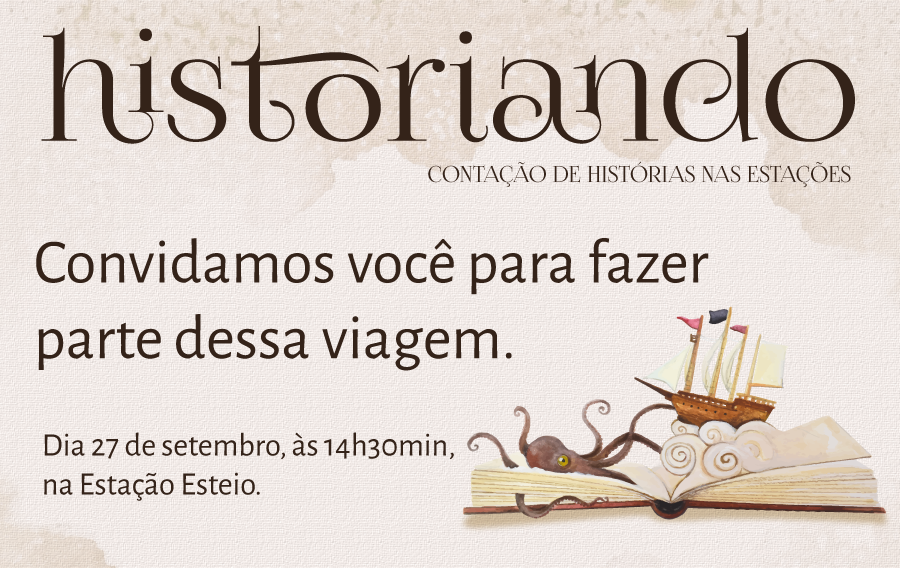 historiando
CONTAÇÃO DE HISTÓRIAS NAS ESTAÇÕES
Convidamos você para fazer
parte dessa viagem.
Dia 27 de setembro, às 14h30min,
na Estação Esteio.